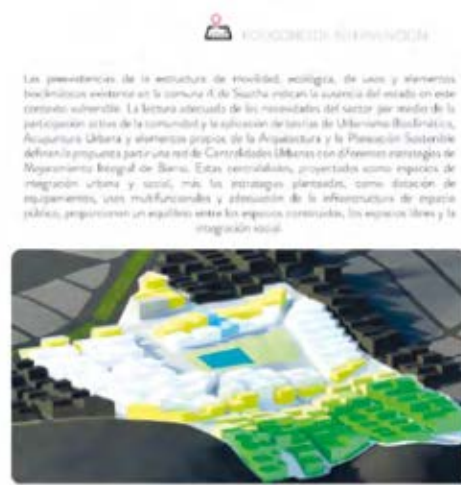 Las preexistencias de la estructura de movilidad, ecológica, de usos y elementos
bioclimáticos existente en la comuna 4 de Soacha indican la ausencia del estado en este
contexto vulnerable. La lectura adecuada de las necesidades del sector por medio de la
participación activa de la comunidad y la aplicación de teorías de Urbanismo Bioclimático,
Acupuntura Urbana y elementos propios de la Arquitectura y la Planeación Sostenible
definen la propuesta partir una red de Centralidades Urbanas con diferentes estrategias de
Mejoramiento Integral de Barrios. Estas centralidades, proyectadas como espacios de
integración urbana y social, más las estrategias planteadas, como dotación de
equipamientos, usos multifuncionales y adecuación de la infraestructura de espacio
público, proporcionan un equilibrio entre los espacios construidos, los espacios libres y la
integración social.